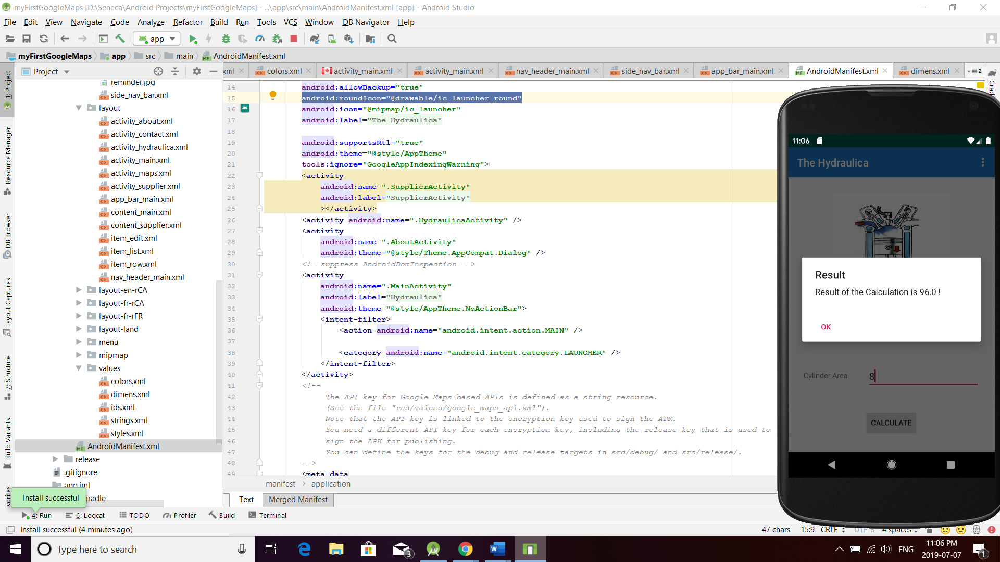 myFirstGoogleMaps [D:\Seneca\Android Projects\myFirstGoogleMaps] - ...\app\src\main\AndroidManifest.xml [app] - Android Studio
File Edit View Navigate Code Analyze Refactor Build Run Tools VCS Window DB Navigator Help
app
myFirstGoogleMaps app src main AndroidManifest.xml
Project
xml colors.xml activity_main.xml activity_main.xml nav_header_main.xml side_nav_bar.xml app_bar_main.xml AndroidManifest.xml dimens.xml 2
1: Project
Resource Manager
DB Browser
Layout Captures
7: Structure
Build Variants
reminder.jpg
side_nav_bar.xml
layout
activity_about.xml
activity_contact.xml
activity_hydraulica.xml
activity_main.xml
activity_maps.xml
activity_supplier.xml
app_bar_main.xml
content_main.xml
content_supplier.xml
item_edit.xml
item_list.xml
item_row.xml
nav_header_main.xml
layout-en-rCA
layout-fr-rCA
layout-fr-rFR
layout-land
menu
mipmap
values
colors.xml
dimens.xml
ids.xml
strings.xml
styles.xml
AndroidManifest.xml
release
.gitignore
app.iml
gradle
Install successful
14 android:allowBackup="true"
15 android:roundIcon="@drawable/ic_launcher_round"
16 android:icon="@mipmap/ic_launcher"
17 android:label="The Hydraulica"
18
19 android:supportsRtl="true"
20 android:theme="@style/AppTheme"
21 tools:ignore="GoogleAppIndexingWarning">
22 <activity
23 android:name=".SupplierActivity"
24 android:label="SupplierActivity"
25 ></activity>
26 <activity android:name=".HydraulicaActivity" />
27 <activity
28 android:name=".AboutActivity"
29 android:theme="@style/Theme.AppCompat.Dialog" />
30 <!--suppress AndroidDomInspection -->
31 <activity
32 android:name=".MainActivity"
33 android:label="Hydraulica"
34 android:theme="@style/AppTheme.NoActionBar">
35 <intent-filter>
36 <action android:name="android.intent.action.MAIN" />
37
38 <category android:name="android.intent.category.LAUNCHER" />
39 </intent-filter>
40 </activity>
41 <!--
42 The API key for Google Maps-based APIs is defined as a string resource.
43 (See the file "res/values/google_maps_api.xml").
44 Note that the API key is linked to the encryption key used to sign the APK.
45 You need a different API key for each encryption key, including the release key that is used to
46 sign the APK for publishing.
47 You can define the keys for the debug and release targets in src/debug/ and src/release/.
48 -->
49 <meta-data
manifest application
Text Merged Manifest
11:06
The Hydraulica
Result
Result of the Calculation is 96.0 !
OK
Cylinder Area 8
CALCULATE
4: Run 6: Logcat TODO Profiler Build Terminal
Install successful (4 minutes ago)
47 chars 15:9 CRLF UTF-8 4 spaces
Type here to search
3
ENG
11:06 PM
2019-07-07
1